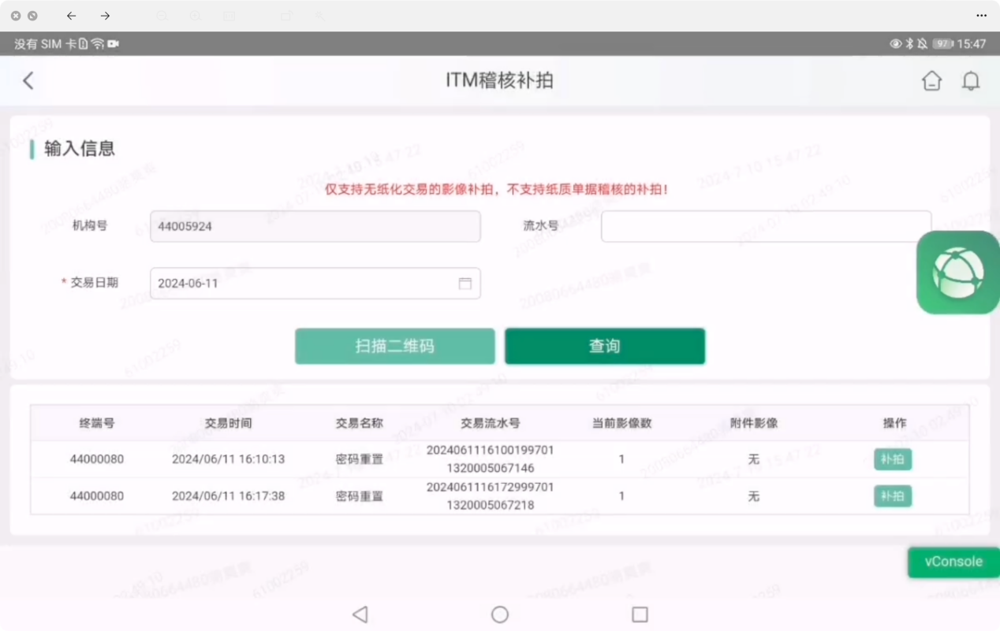 没有 SIM 卡
97
15:47
ITM稽核补拍
输入信息
仅支持无纸化交易的影像补拍，不支持纸质单据稽核的补拍！
机构号
44005924
流水号
* 交易日期
2024-06-11
扫描二维码
查询
终端号 交易时间 交易名称 交易流水号 当前影像数 附件影像 操作
44000080 2024/06/11 16:10:13 密码重置 2024061116100199701 1 无 补拍
1320005067146
44000080 2024/06/11 16:17:38 密码重置 2024061116172999701 1 无 补拍
1320005067218
vConsole